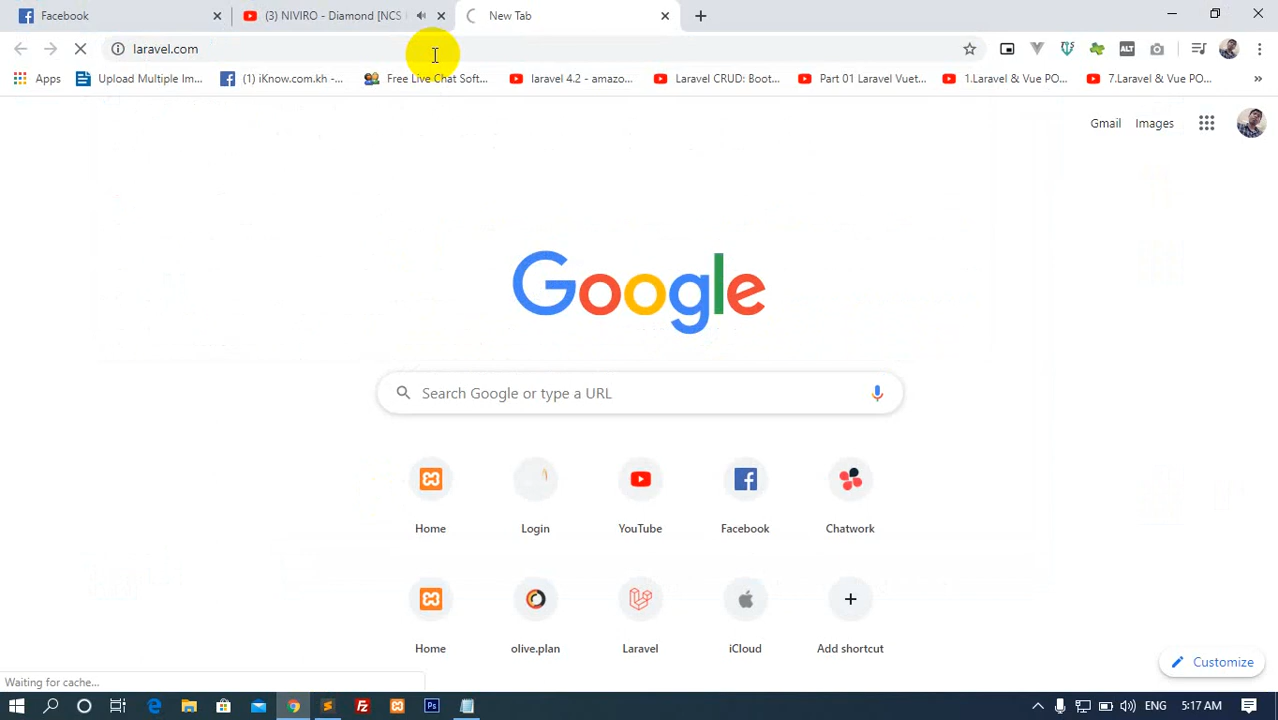 Facebook
(3) NIVIRO - Diamond [NCS
New Tab
laravel.com
ALT
Apps
Upload Multiple Im...
(1) iKnow.com.kh -...
Free Live Chat Soft...
laravel 4.2 - amazo...
Laravel CRUD: Boot...
Part 01 Laravel Vuet...
1.Laravel & Vue PO...
7.Laravel & Vue PO...
»
Gmail
Images
Google
Search Google or type a URL
Home
Login
YouTube
Facebook
Chatwork
Home
olive.plan
Laravel
iCloud
Add shortcut
Customize
Waiting for cache...
Ps
ENG
5:17 AM